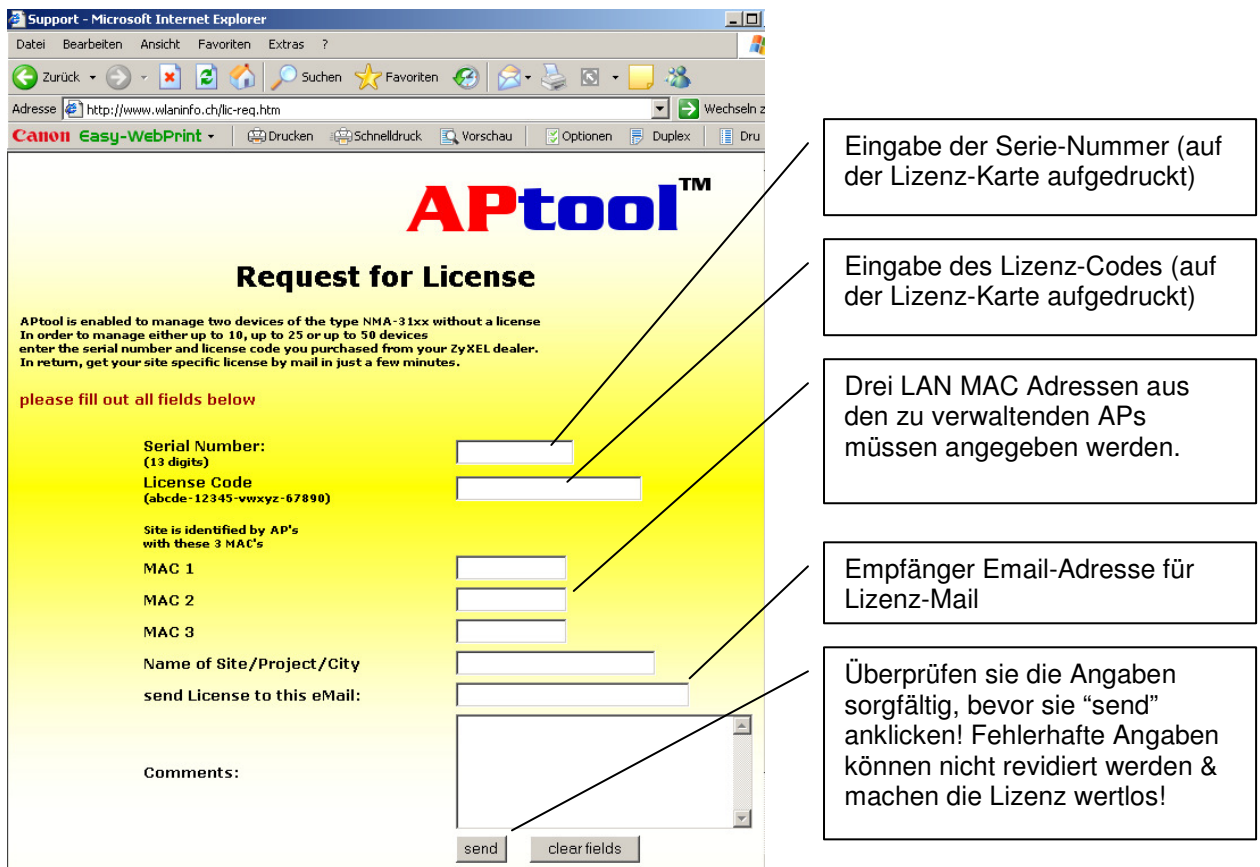 Support - Microsoft Internet Explorer
Datei Bearbeiten Ansicht Favoriten Extras ?
Zurück Suchen Favoriten
Adresse http://www.wlaninfo.ch/lic-req.htm Wechseln z
Canon Easy-WebPrint Drucken Schnelldruck Vorschau Optionen Duplex Dru
APtool™
Request for License
APtool is enabled to manage two devices of the type NMA-31xx without a license
In order to manage either up to 10, up to 25 or up to 50 devices
enter the serial number and license code you purchased from your ZyXEL dealer.
In return, get your site specific license by mail in just a few minutes.
please fill out all fields below
Serial Number:
(13 digits)
License Code
(abcde-12345-vwxyz-67890)
Site is identified by AP's
with these 3 MAC's
MAC 1
MAC 2
MAC 3
Name of Site/Project/City
send License to this eMail:
Comments:
send clear fields
Eingabe der Serie-Nummer (auf
der Lizenz-Karte aufgedruckt)
Eingabe des Lizenz-Codes (auf
der Lizenz-Karte aufgedruckt)
Drei LAN MAC Adressen aus
den zu verwaltenden APs
müssen angegeben werden.
Empfänger Email-Adresse für
Lizenz-Mail
Überprüfen sie die Angaben
sorgfältig, bevor sie “send”
anklicken! Fehlerhafte Angaben
können nicht revidiert werden &
machen die Lizenz wertlos!